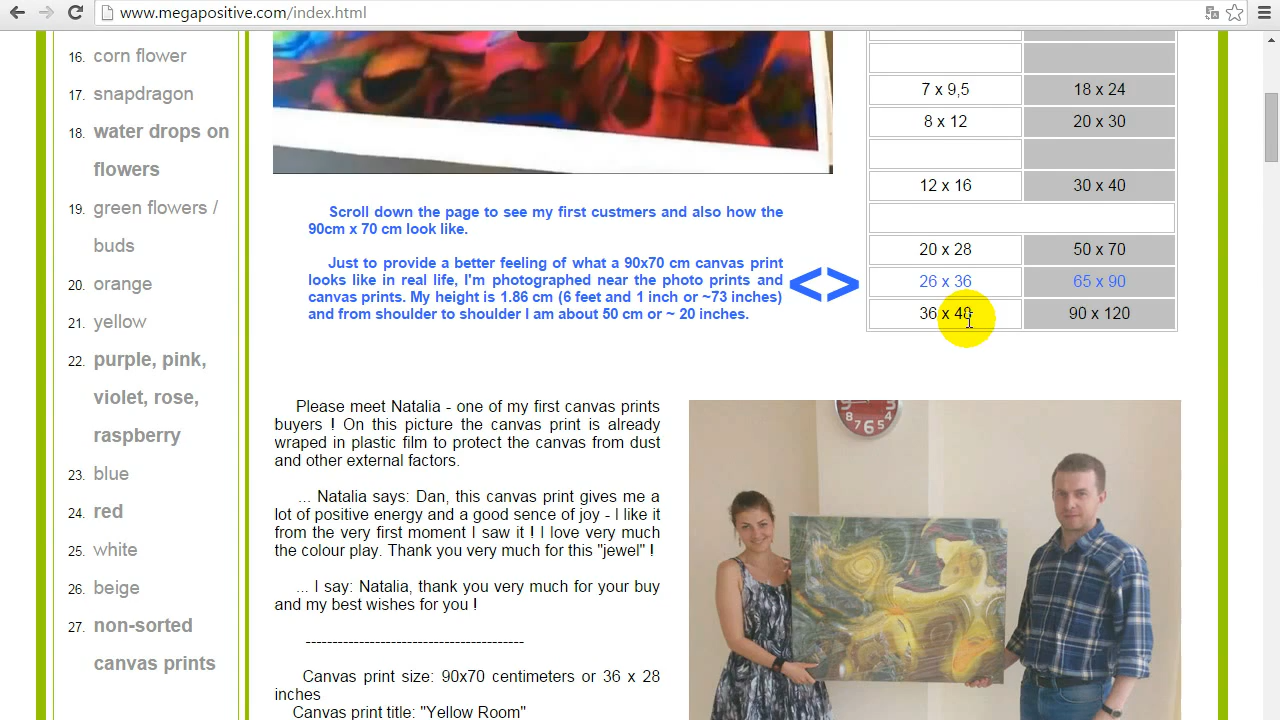 www.megapositive.com/index.html
16. corn flower
17. snapdragon
18. water drops on
flowers
19. green flowers /
buds
20. orange
21. yellow
22. purple, pink,
violet, rose,
raspberry
23. blue
24. red
25. white
26. beige
27. non-sorted
canvas prints
Scroll down the page to see my first custmers and also how the
90cm x 70 cm look like.
Just to provide a better feeling of what a 90x70 cm canvas print
looks like in real life, I'm photographed near the photo prints and
canvas prints. My height is 1.86 cm (6 feet and 1 inch or ~73 inches)
and from shoulder to shoulder I am about 50 cm or ~ 20 inches.
<>
7 x 9,5 18 x 24
8 x 12 20 x 30
12 x 16 30 x 40
20 x 28 50 x 70
26 x 36 65 x 90
36 x 48 90 x 120
Please meet Natalia - one of my first canvas prints
buyers ! On this picture the canvas print is already
wraped in plastic film to protect the canvas from dust
and other external factors.
... Natalia says: Dan, this canvas print gives me a
lot of positive energy and a good sence of joy - I like it
from the very first moment I saw it ! I love very much
the colour play. Thank you very much for this "jewel" !
... I say: Natalia, thank you very much for your buy
and my best wishes for you !
-----------------------------------------
Canvas print size: 90x70 centimeters or 36 x 28
inches
Canvas print title: "Yellow Room"
8 7 6 5 4